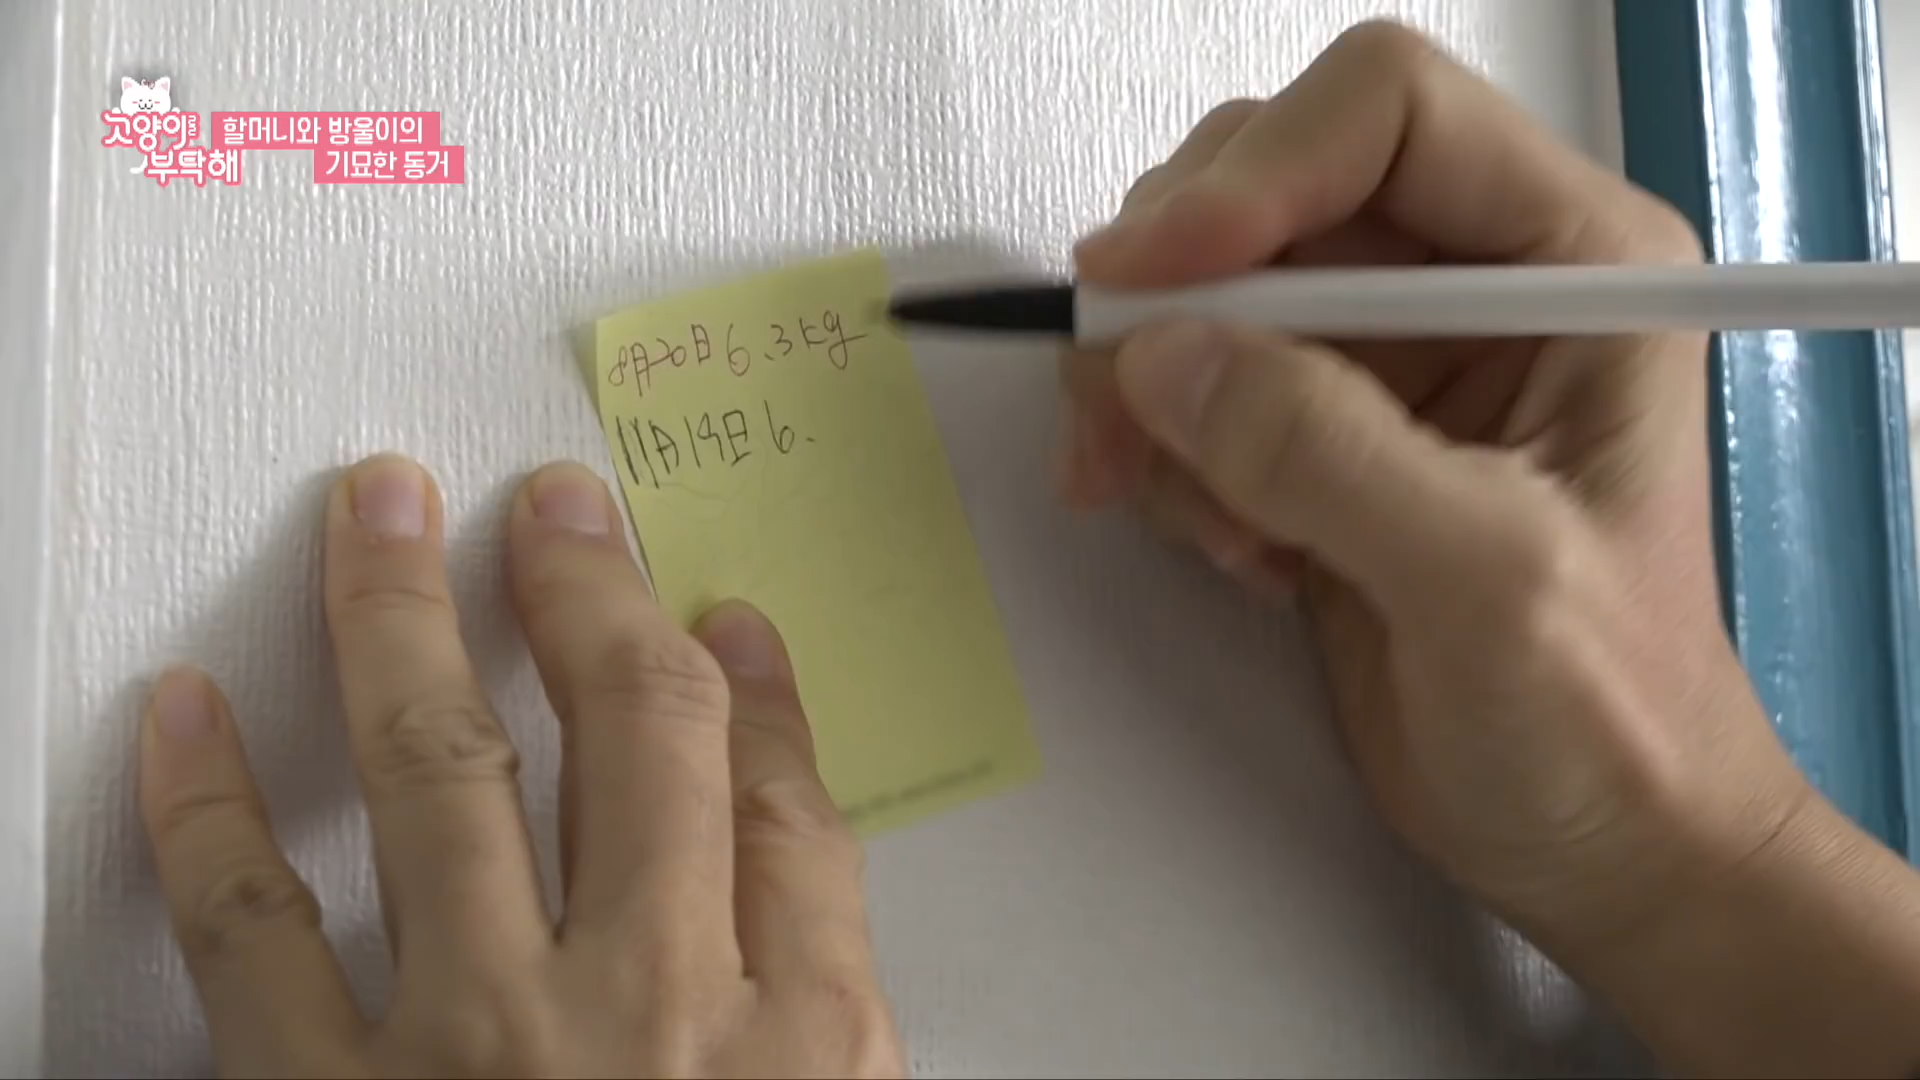 고양이를
부탁해
할머니와 방울이의
기묘한 동거
8月20日 6.3kg
11月19日 6.